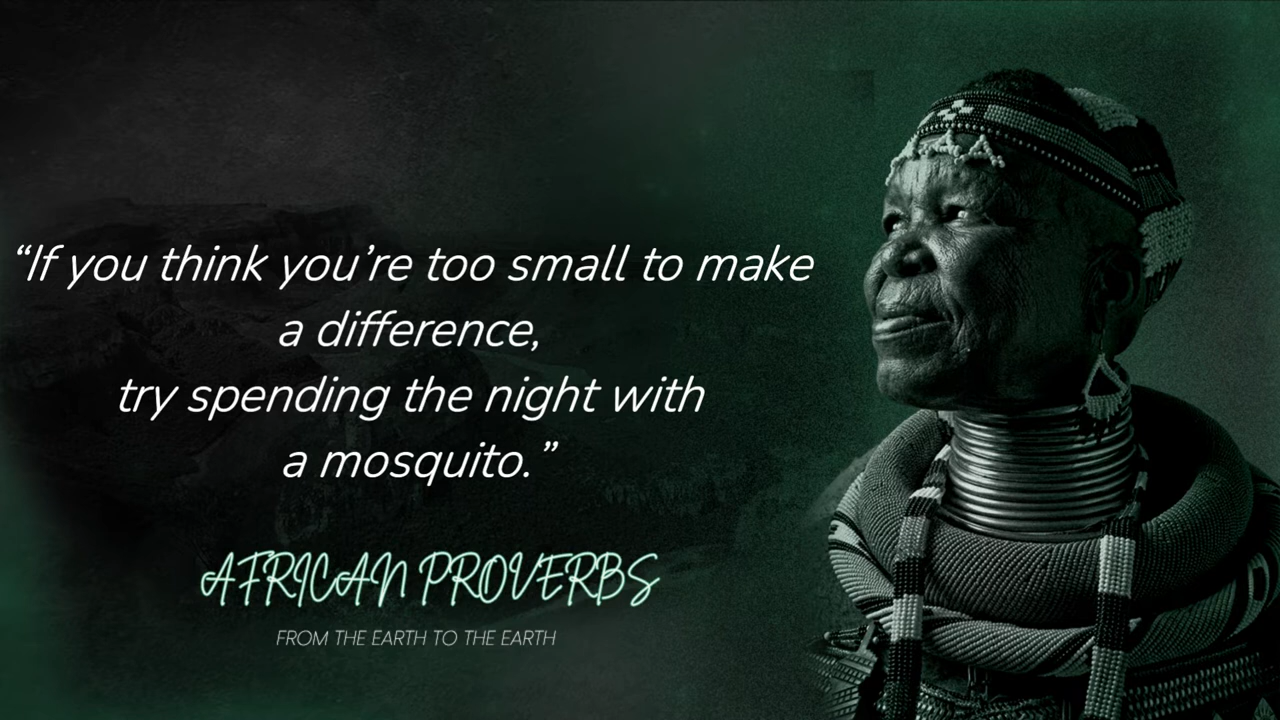 “If you think you’re too small to make
a difference,
try spending the night with
a mosquito.”
AFRICAN PROVERBS
FROM THE EARTH TO THE EARTH